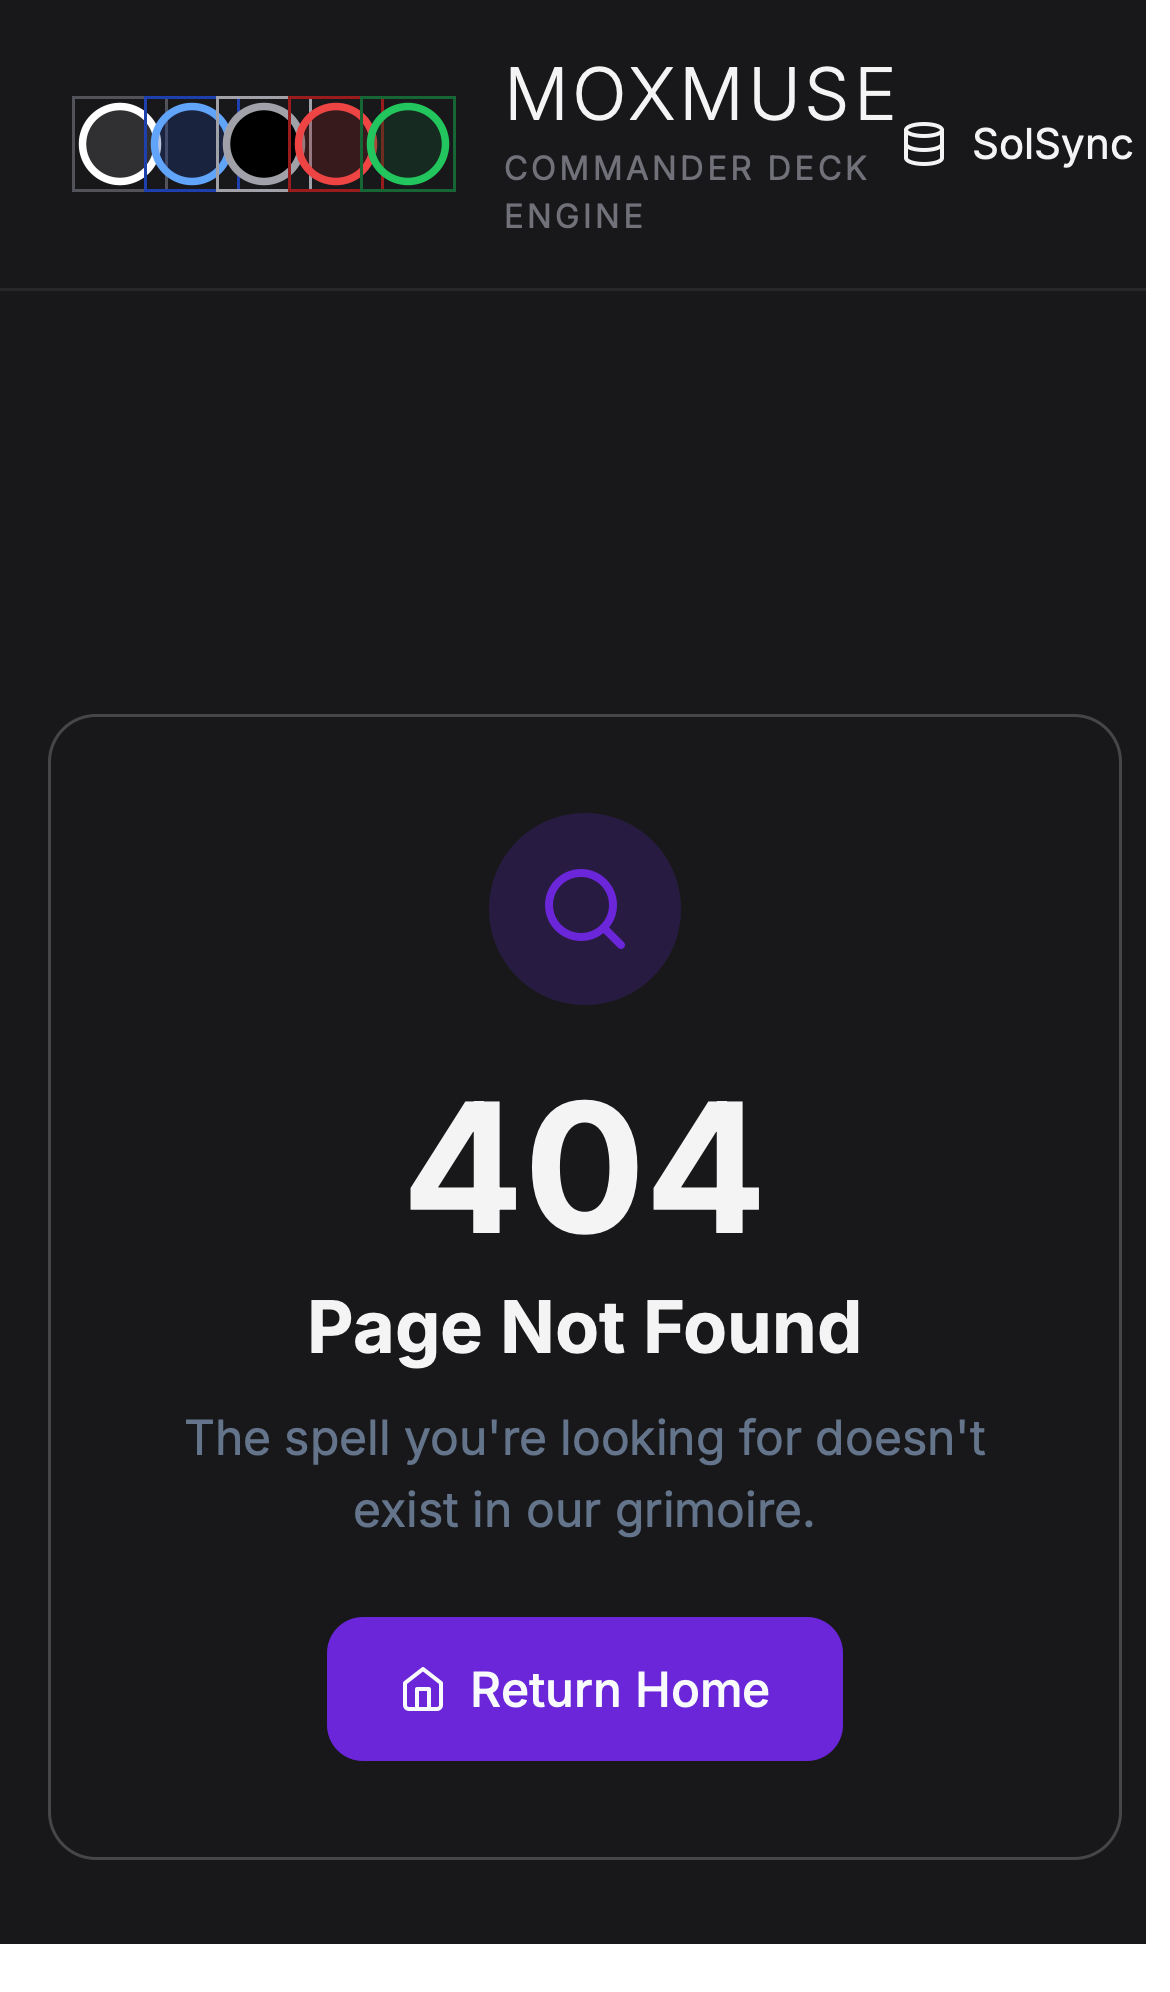 MOXMUSE
COMMANDER DECK
ENGINE
SolSync
404
Page Not Found
The spell you're looking for doesn't
exist in our grimoire.
Return Home